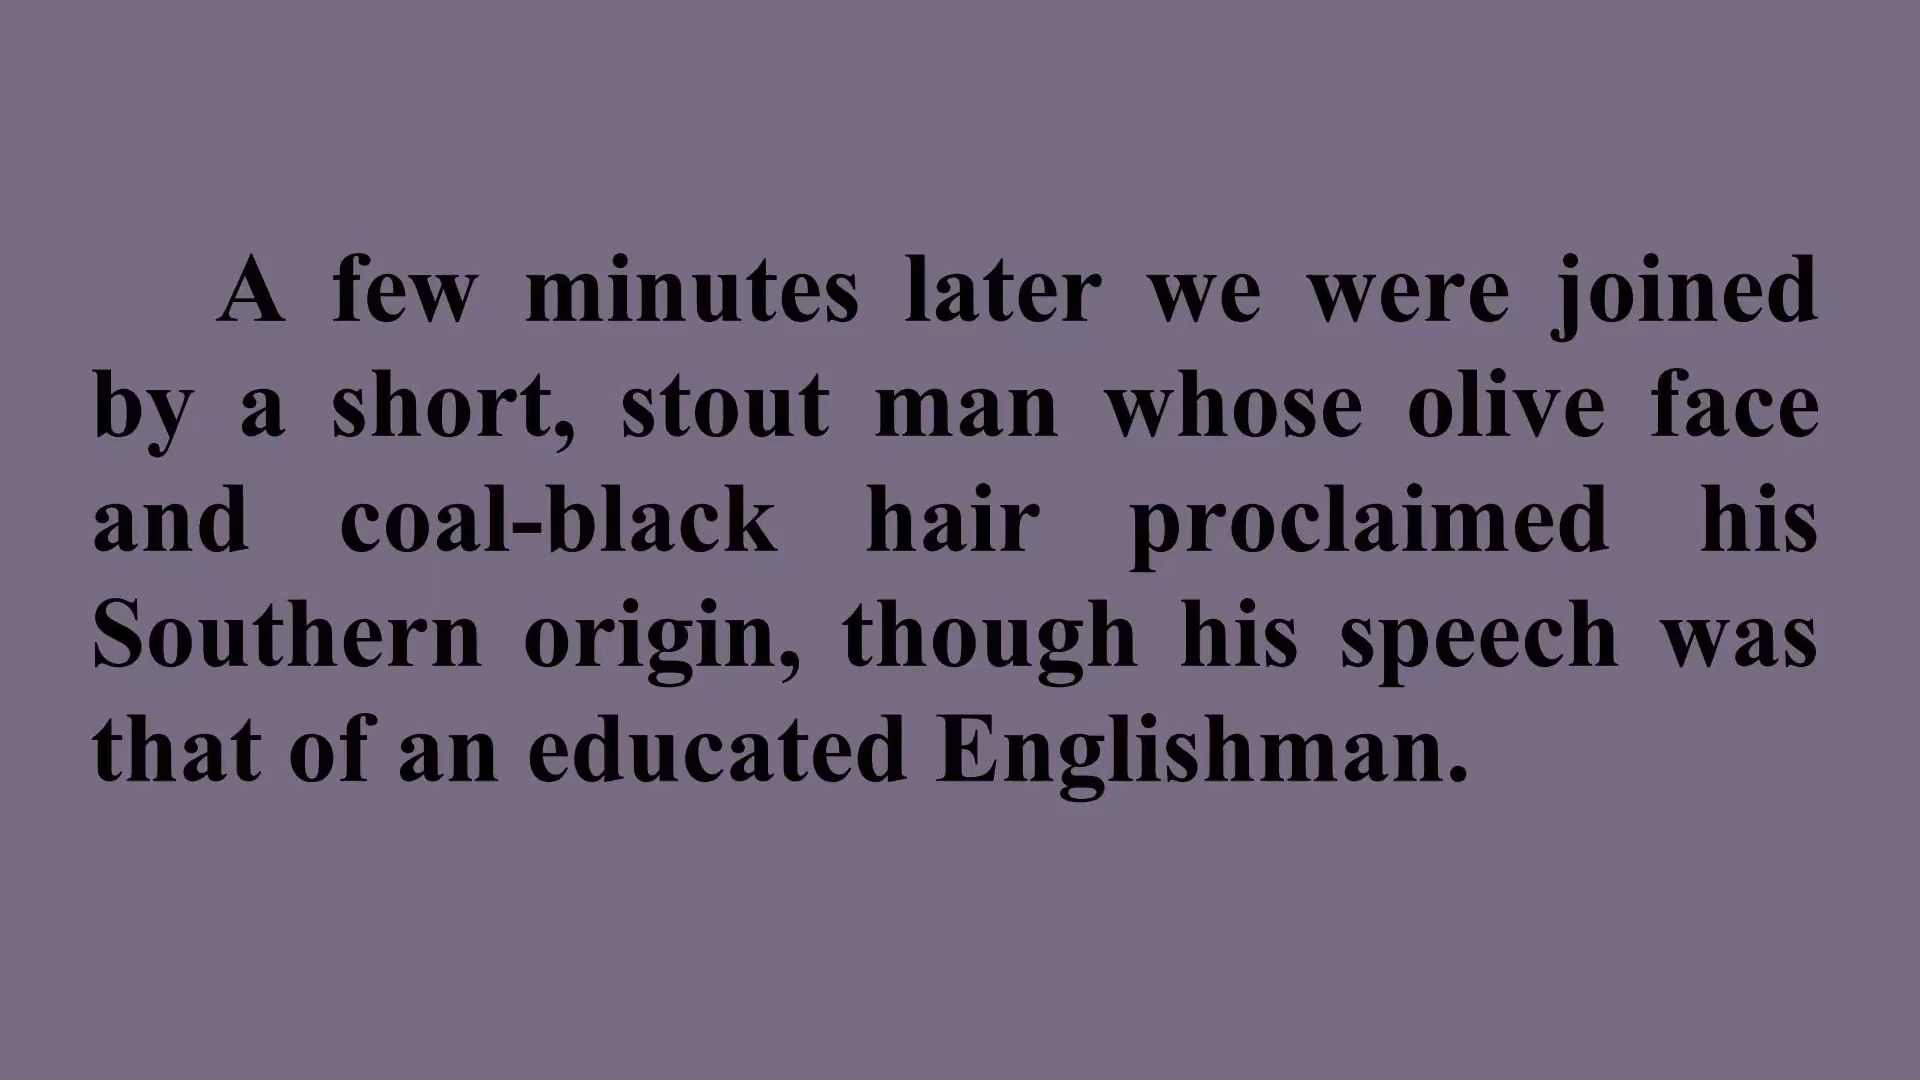 A few minutes later we were joined
by a short, stout man whose olive face
and coal-black hair proclaimed his
Southern origin, though his speech was
that of an educated Englishman.